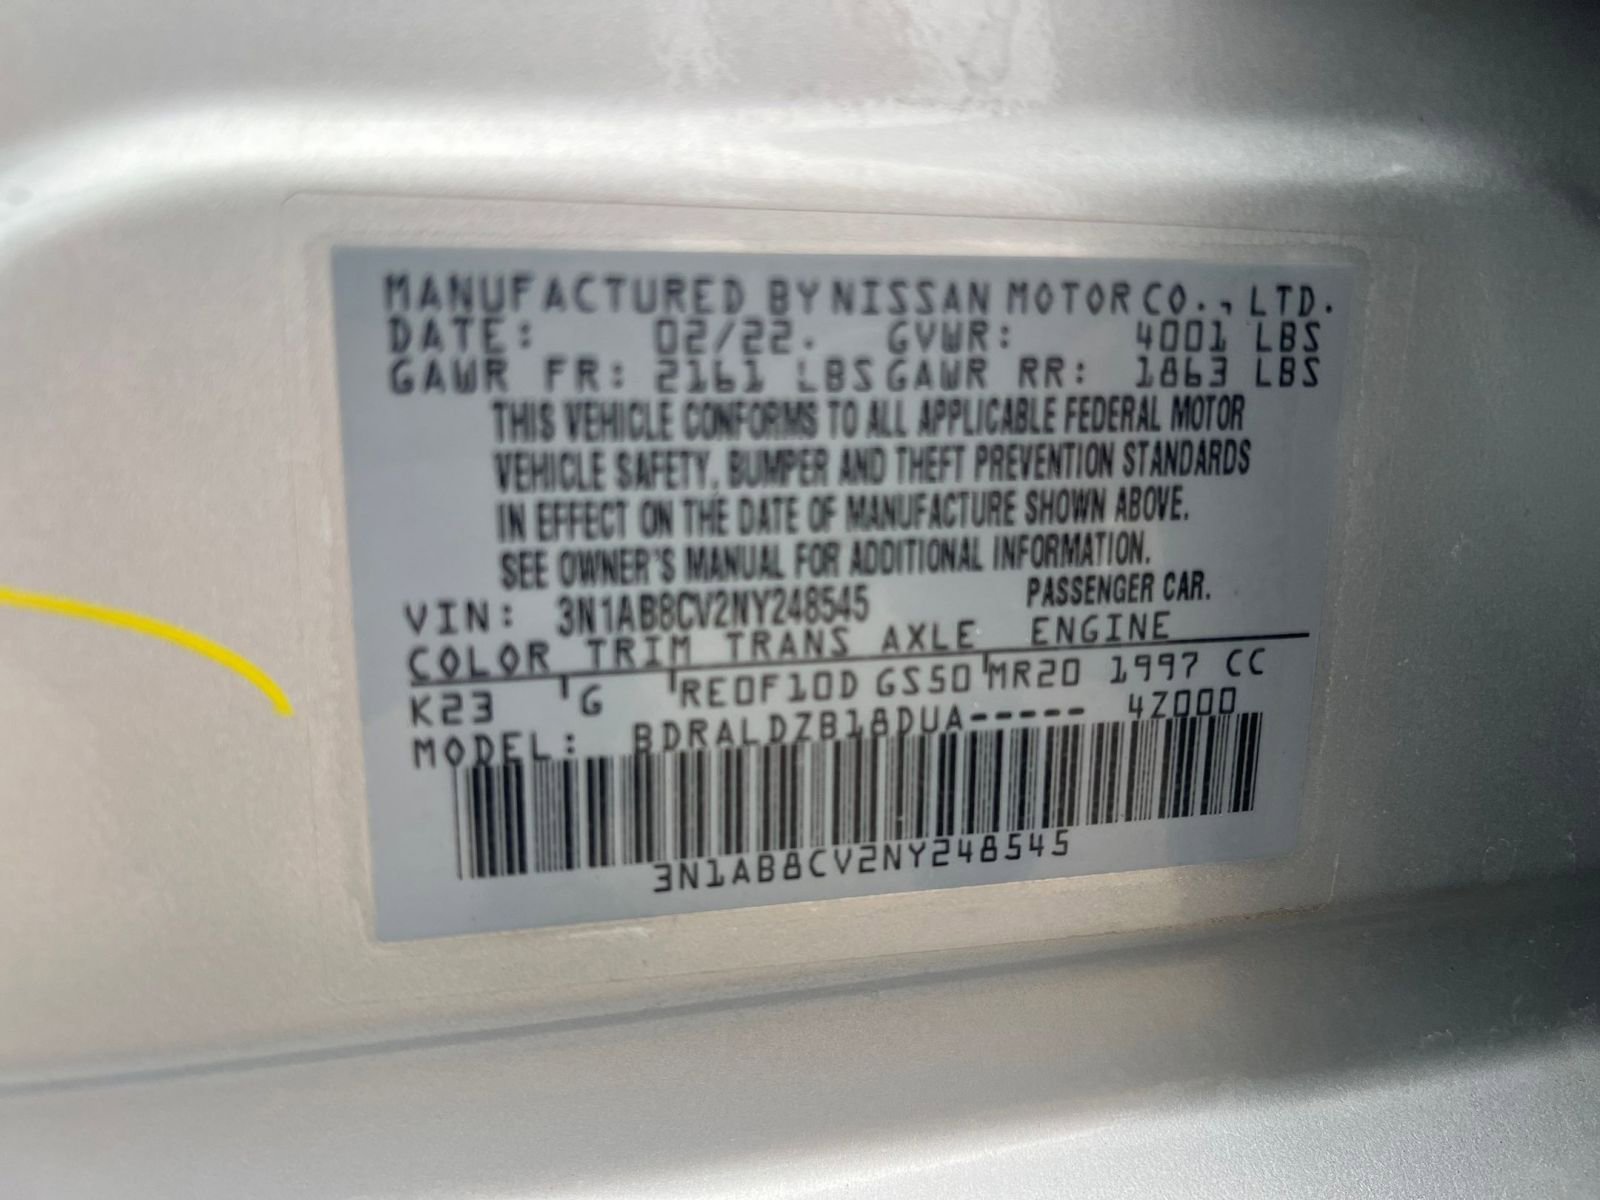 MANUFACTURED BY NISSAN MOTOR CO., LTD.
DATE: 02/22. GVWR: 4001 LBS
GAWR FR: 2161 LBS GAWR RR: 1863 LBS
THIS VEHICLE CONFORMS TO ALL APPLICABLE FEDERAL MOTOR
VEHICLE SAFETY, BUMPER AND THEFT PREVENTION STANDARDS
IN EFFECT ON THE DATE OF MANUFACTURE SHOWN ABOVE.
SEE OWNER'S MANUAL FOR ADDITIONAL INFORMATION.
VIN: 3N1AB8CV2NY248545 PASSENGER CAR.
COLOR TRIM TRANS AXLE ENGINE
K23 G RE0F10D GS50 MR20 1997 CC
MODEL: BDRALDZB18DUA----- 4Z000
3N1AB8CV2NY248545